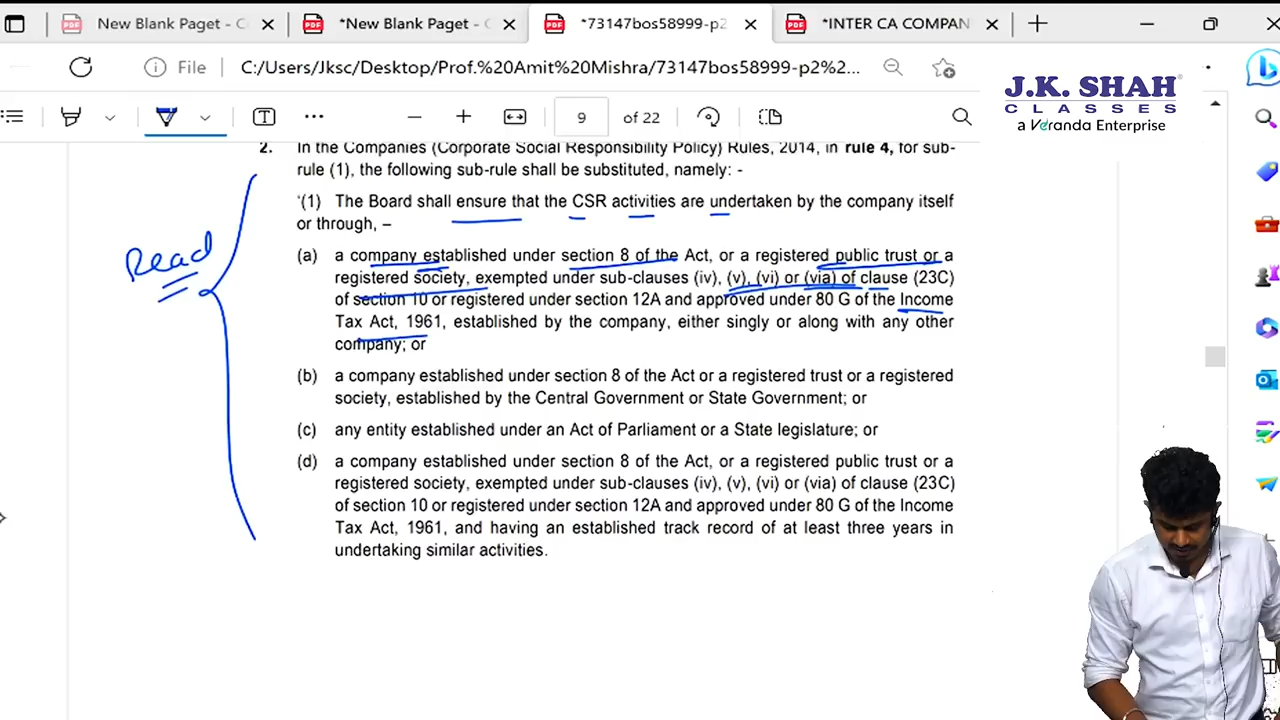 New Blank Paget - C
*New Blank Paget - C
*73147bos58999-p2
*INTER CA COMPAN
File
C:/Users/Jksc/Desktop/Prof.%20Amit%20Mishra/73147bos58999-p2%2...
J.K. SHAH
CLASSES
a Veranda Enterprise
9 of 22
2. In the Companies (Corporate Social Responsibility Policy) Rules, 2014, in rule 4, for sub-
rule (1), the following sub-rule shall be substituted, namely: -
'(1) The Board shall ensure that the CSR activities are undertaken by the company itself
or through, –
Read
(a) a company established under section 8 of the Act, or a registered public trust or a
registered society, exempted under sub-clauses (iv), (v), (vi) or (via) of clause (23C)
of section 10 or registered under section 12A and approved under 80 G of the Income
Tax Act, 1961, established by the company, either singly or along with any other
company; or
(b) a company established under section 8 of the Act or a registered trust or a registered
society, established by the Central Government or State Government; or
(c) any entity established under an Act of Parliament or a State legislature; or
(d) a company established under section 8 of the Act, or a registered public trust or a
registered society, exempted under sub-clauses (iv), (v), (vi) or (via) of clause (23C)
of section 10 or registered under section 12A and approved under 80 G of the Income
Tax Act, 1961, and having an established track record of at least three years in
undertaking similar activities.